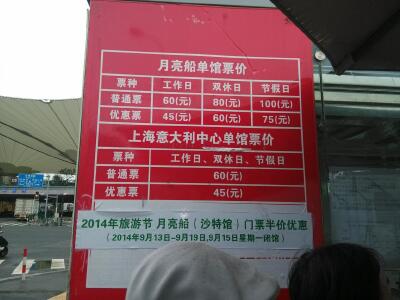 月亮船单馆票价
票种 工作日 双休日 节假日
普通票 60(元) 80(元) 100(元)
优惠票 45(元) 60(元) 75(元)
上海意大利中心单馆票价
票种 工作日、双休日、节假日
普通票 60(元)
优惠票 45(元)
2014年旅游节 月亮船（沙特馆）门票半价优惠
（2014年9月13日-9月19日,9月15日星期一闭馆）